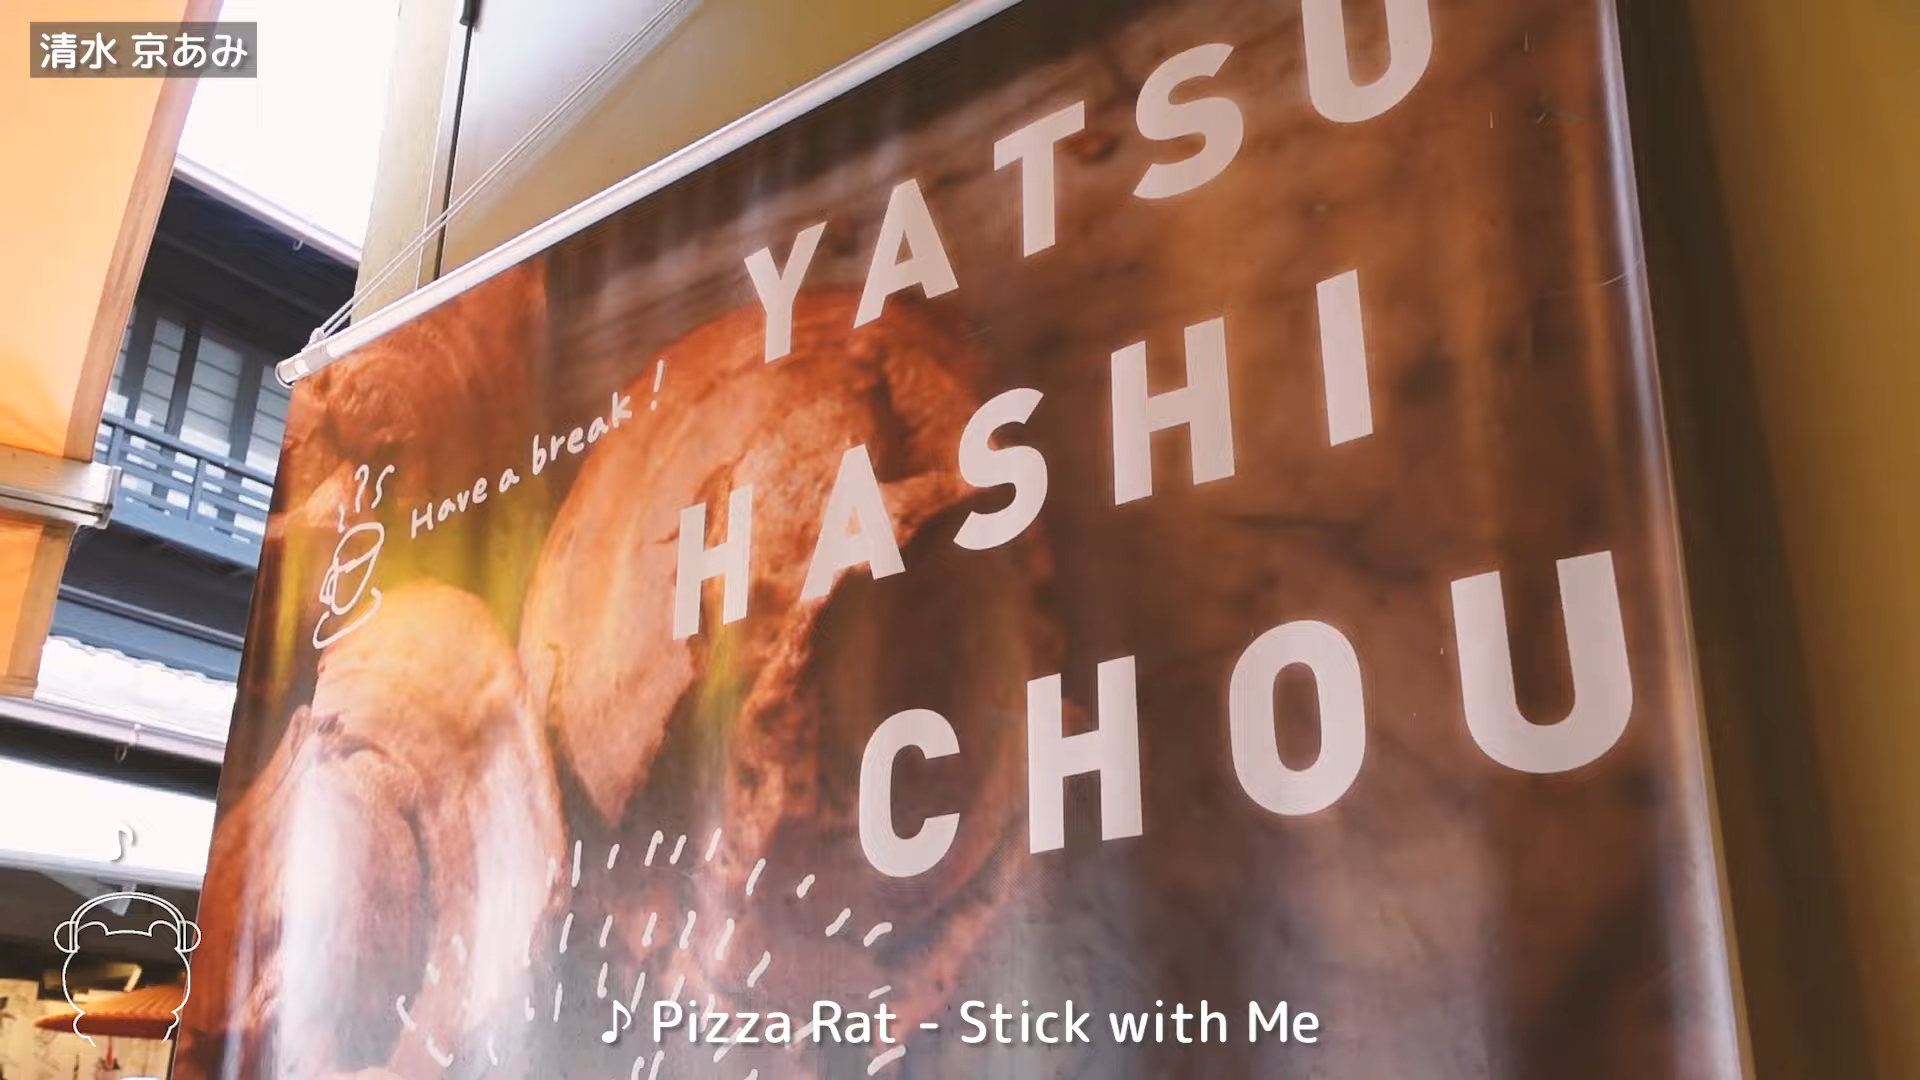 清水 京あみ
YATSU
HASHI
CHOU
Have a break!
♪ Pizza Rat - Stick with Me